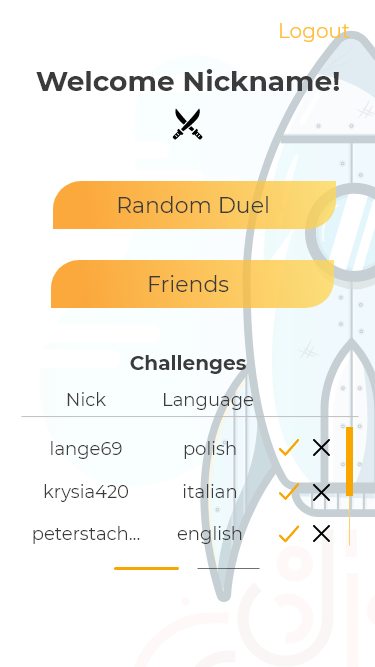 Logout
Welcome Nickname!
Random Duel
Friends
Challenges
Nick Language
lange69 polish
krysia420 italian
peterstach... english